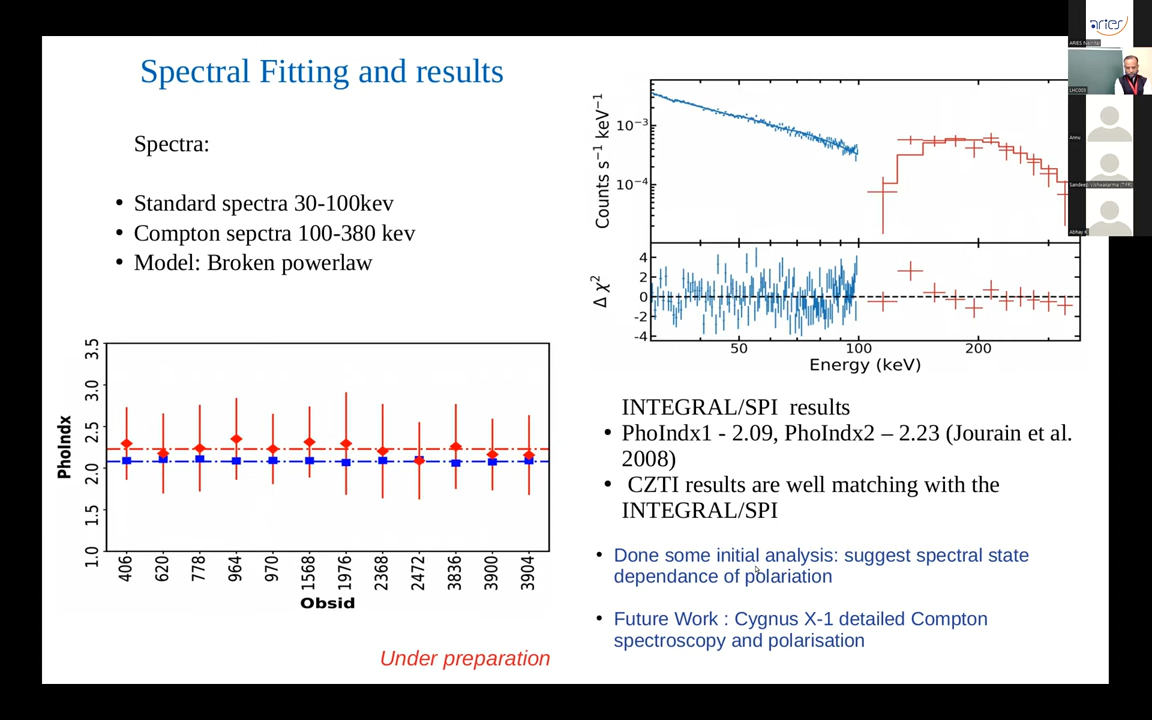 Spectral Fitting and results
Spectra:
• Standard spectra 30-100kev
• Compton sepctra 100-380 kev
• Model: Broken powerlaw
PhoIndx
3.5
3.0
2.5
2.0
1.5
1.0
406 620 778 964 970 1568 1976 2368 2472 3836 3900 3904
Obsid
Under preparation
Counts s⁻¹ keV⁻¹
10⁻³
10⁻⁴
Δ χ²
4
2
0
-2
-4
50 100 200
Energy (keV)
INTEGRAL/SPI results
• PhoIndx1 - 2.09, PhoIndx2 – 2.23 (Jourain et al.
2008)
• CZTI results are well matching with the
INTEGRAL/SPI
• Done some initial analysis: suggest spectral state
dependance of polariation
• Future Work : Cygnus X-1 detailed Compton
spectroscopy and polarisation
aries
LHC003
Annu